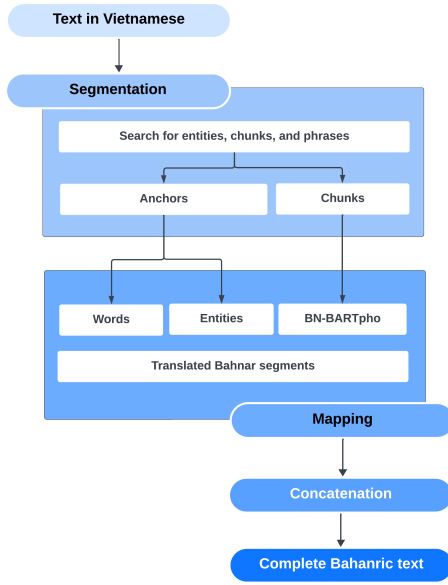 Text in Vietnamese
Segmentation
Search for entities, chunks, and phrases
Anchors
Chunks
Words
Entities
BN-BARTpho
Translated Bahnar segments
Mapping
Concatenation
Complete Bahanric text